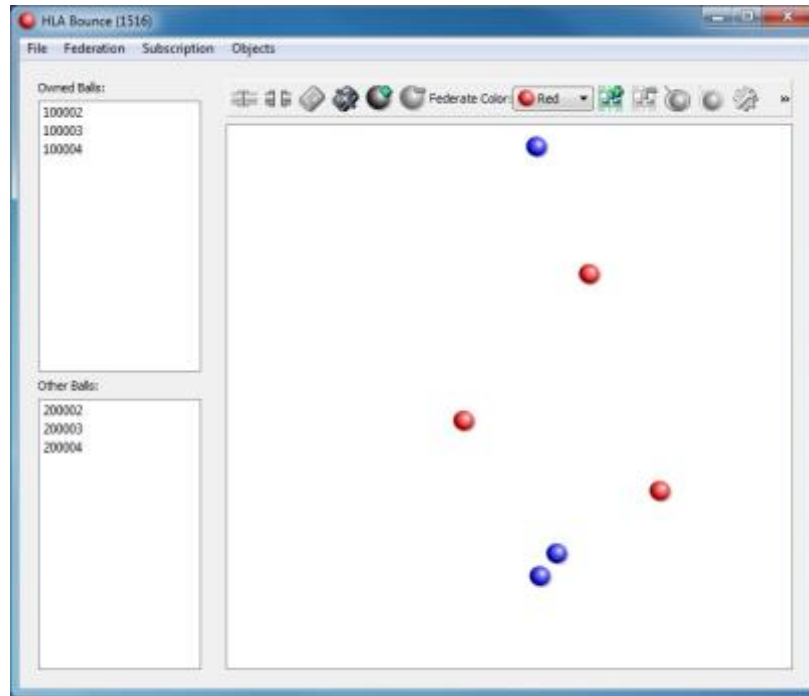 HLA Bounce (1516)
File Federation Subscription Objects
Owned Balls:
100002
100003
100004
Federate Color: Red
Other Balls:
200002
200003
200004